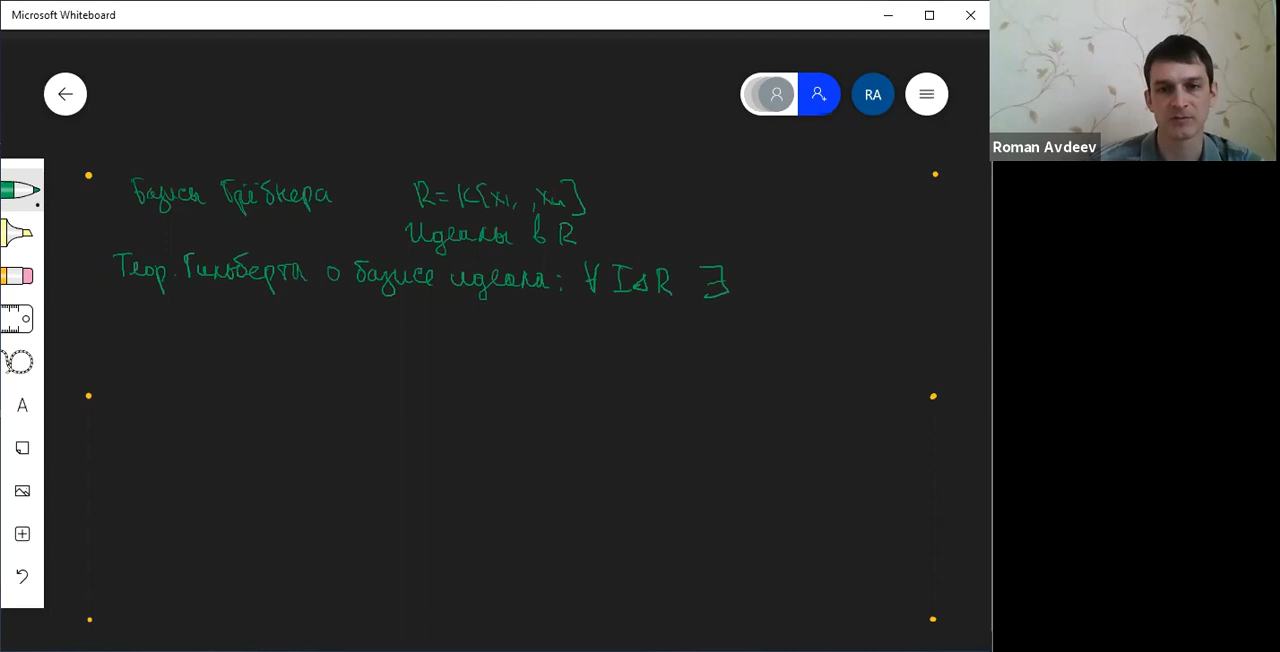 Microsoft Whiteboard
RA
Roman Avdeev
Базисы Грёбнера R=K[x1, ,xn]
Идеалы в R
Теор. Гильберта о базисе идеала: ∀ I⊲R ∃
A